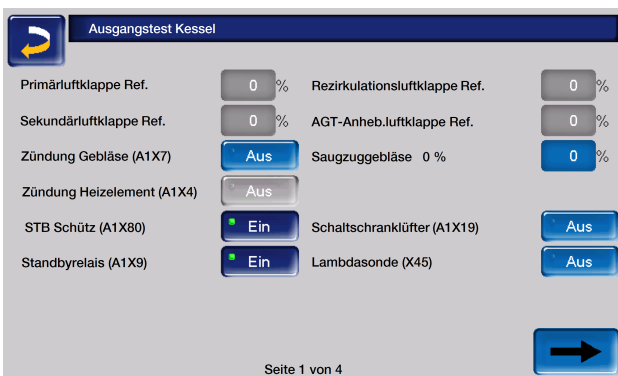 Ausgangstest Kessel
Primärluftklappe Ref. 0 % Rezirkulationsluftklappe Ref. 0 %
Sekundärluftklappe Ref. 0 % AGT-Anheb.luftklappe Ref. 0 %
Zündung Gebläse (A1X7) Aus Saugzuggebläse 0 % 0 %
Zündung Heizelement (A1X4) Aus
STB Schütz (A1X80) Ein Schaltschranklüfter (A1X19) Aus
Standbyrelais (A1X9) Ein Lambdasonde (X45) Aus
Seite 1 von 4